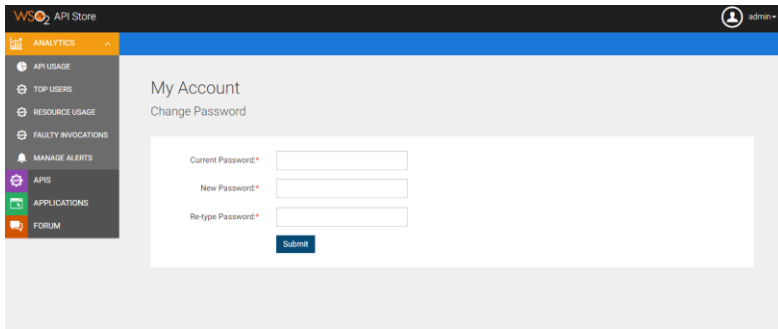 WSO2 API Store
admin
ANALYTICS
API USAGE
TOP USERS
RESOURCE USAGE
FAULTY INVOCATIONS
MANAGE ALERTS
APIS
APPLICATIONS
FORUM
My Account
Change Password
Current Password:*
New Password:*
Re-type Password:*
Submit